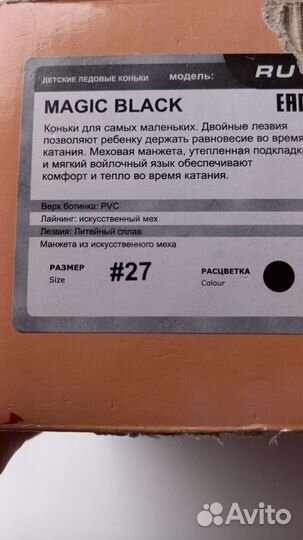 ДЕТСКИЕ ЛЕДОВЫЕ КОНЬКИ МОДЕЛЬ: RU
MAGIC BLACK EAC
Коньки для самых маленьких. Двойные лезвия
позволяют ребенку держать равновесие во время
катания. Меховая манжета, утепленная подкладка
и мягкий войлочный язык обеспечивают
комфорт и тепло во время катания.
Верх ботинка: PVC
Лайнинг: искусственный мех
Лезвия: Литейный сплав
Манжета из искусственного меха
РАЗМЕР #27 РАСЦВЕТКА
Size Colour
Avito